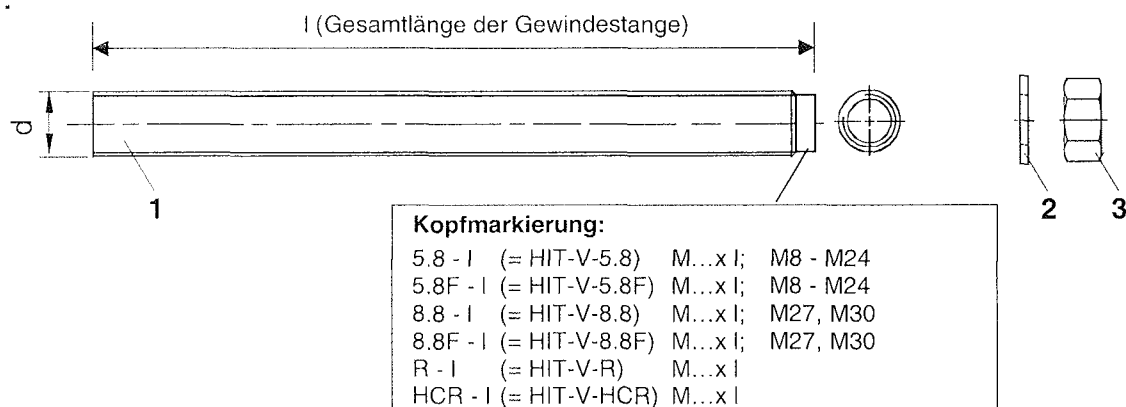 l (Gesamtlänge der Gewindestange)
d
1
2
3
Kopfmarkierung:
5.8 - l (= HIT-V-5.8) M...x l; M8 - M24
5.8F - l (= HIT-V-5.8F) M...x l; M8 - M24
8.8 - l (= HIT-V-8.8) M...x l; M27, M30
8.8F - l (= HIT-V-8.8F) M...x l; M27, M30
R - l (= HIT-V-R) M...x l
HCR - l (= HIT-V-HCR) M...x l